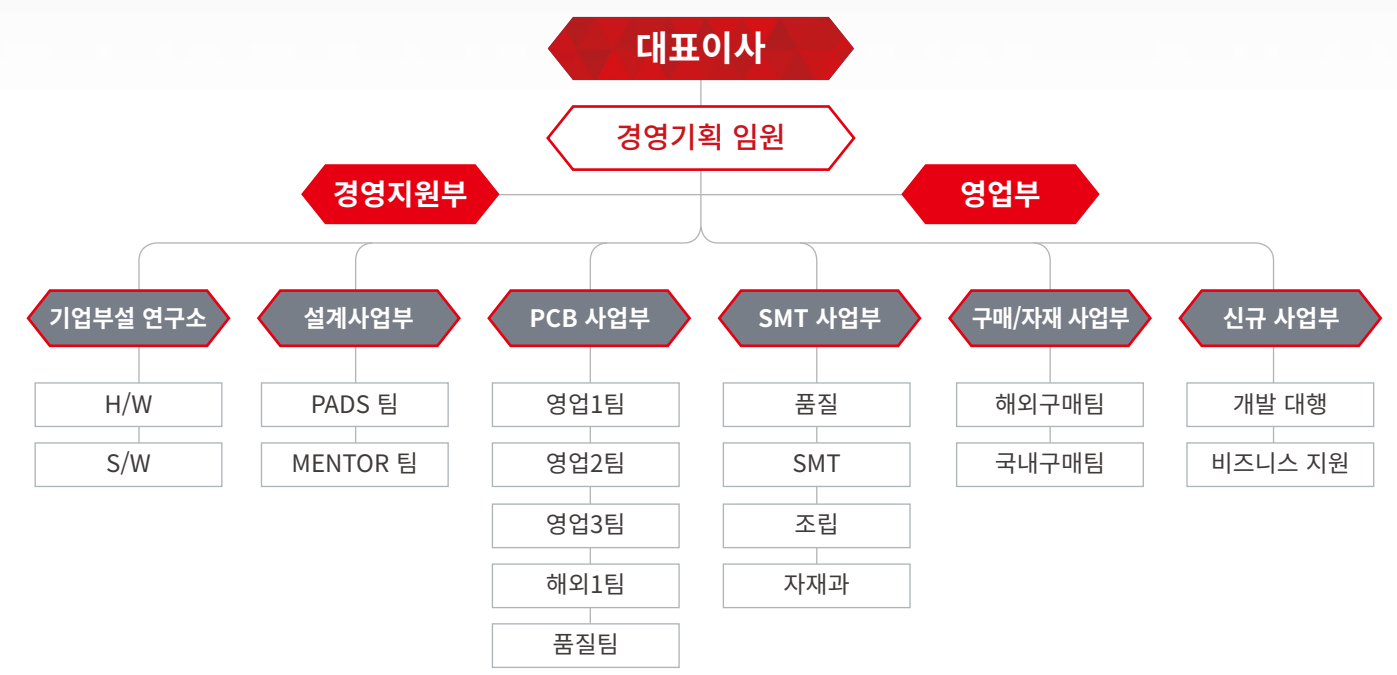 대표이사
경영기획 임원
경영지원부
영업부
기업부설 연구소
설계사업부
PCB 사업부
SMT 사업부
구매/자재 사업부
신규 사업부
H/W
PADS 팀
영업1팀
품질
해외구매팀
개발 대행
S/W
MENTOR 팀
영업2팀
SMT
국내구매팀
비즈니스 지원
영업3팀
조립
해외1팀
자재과
품질팀